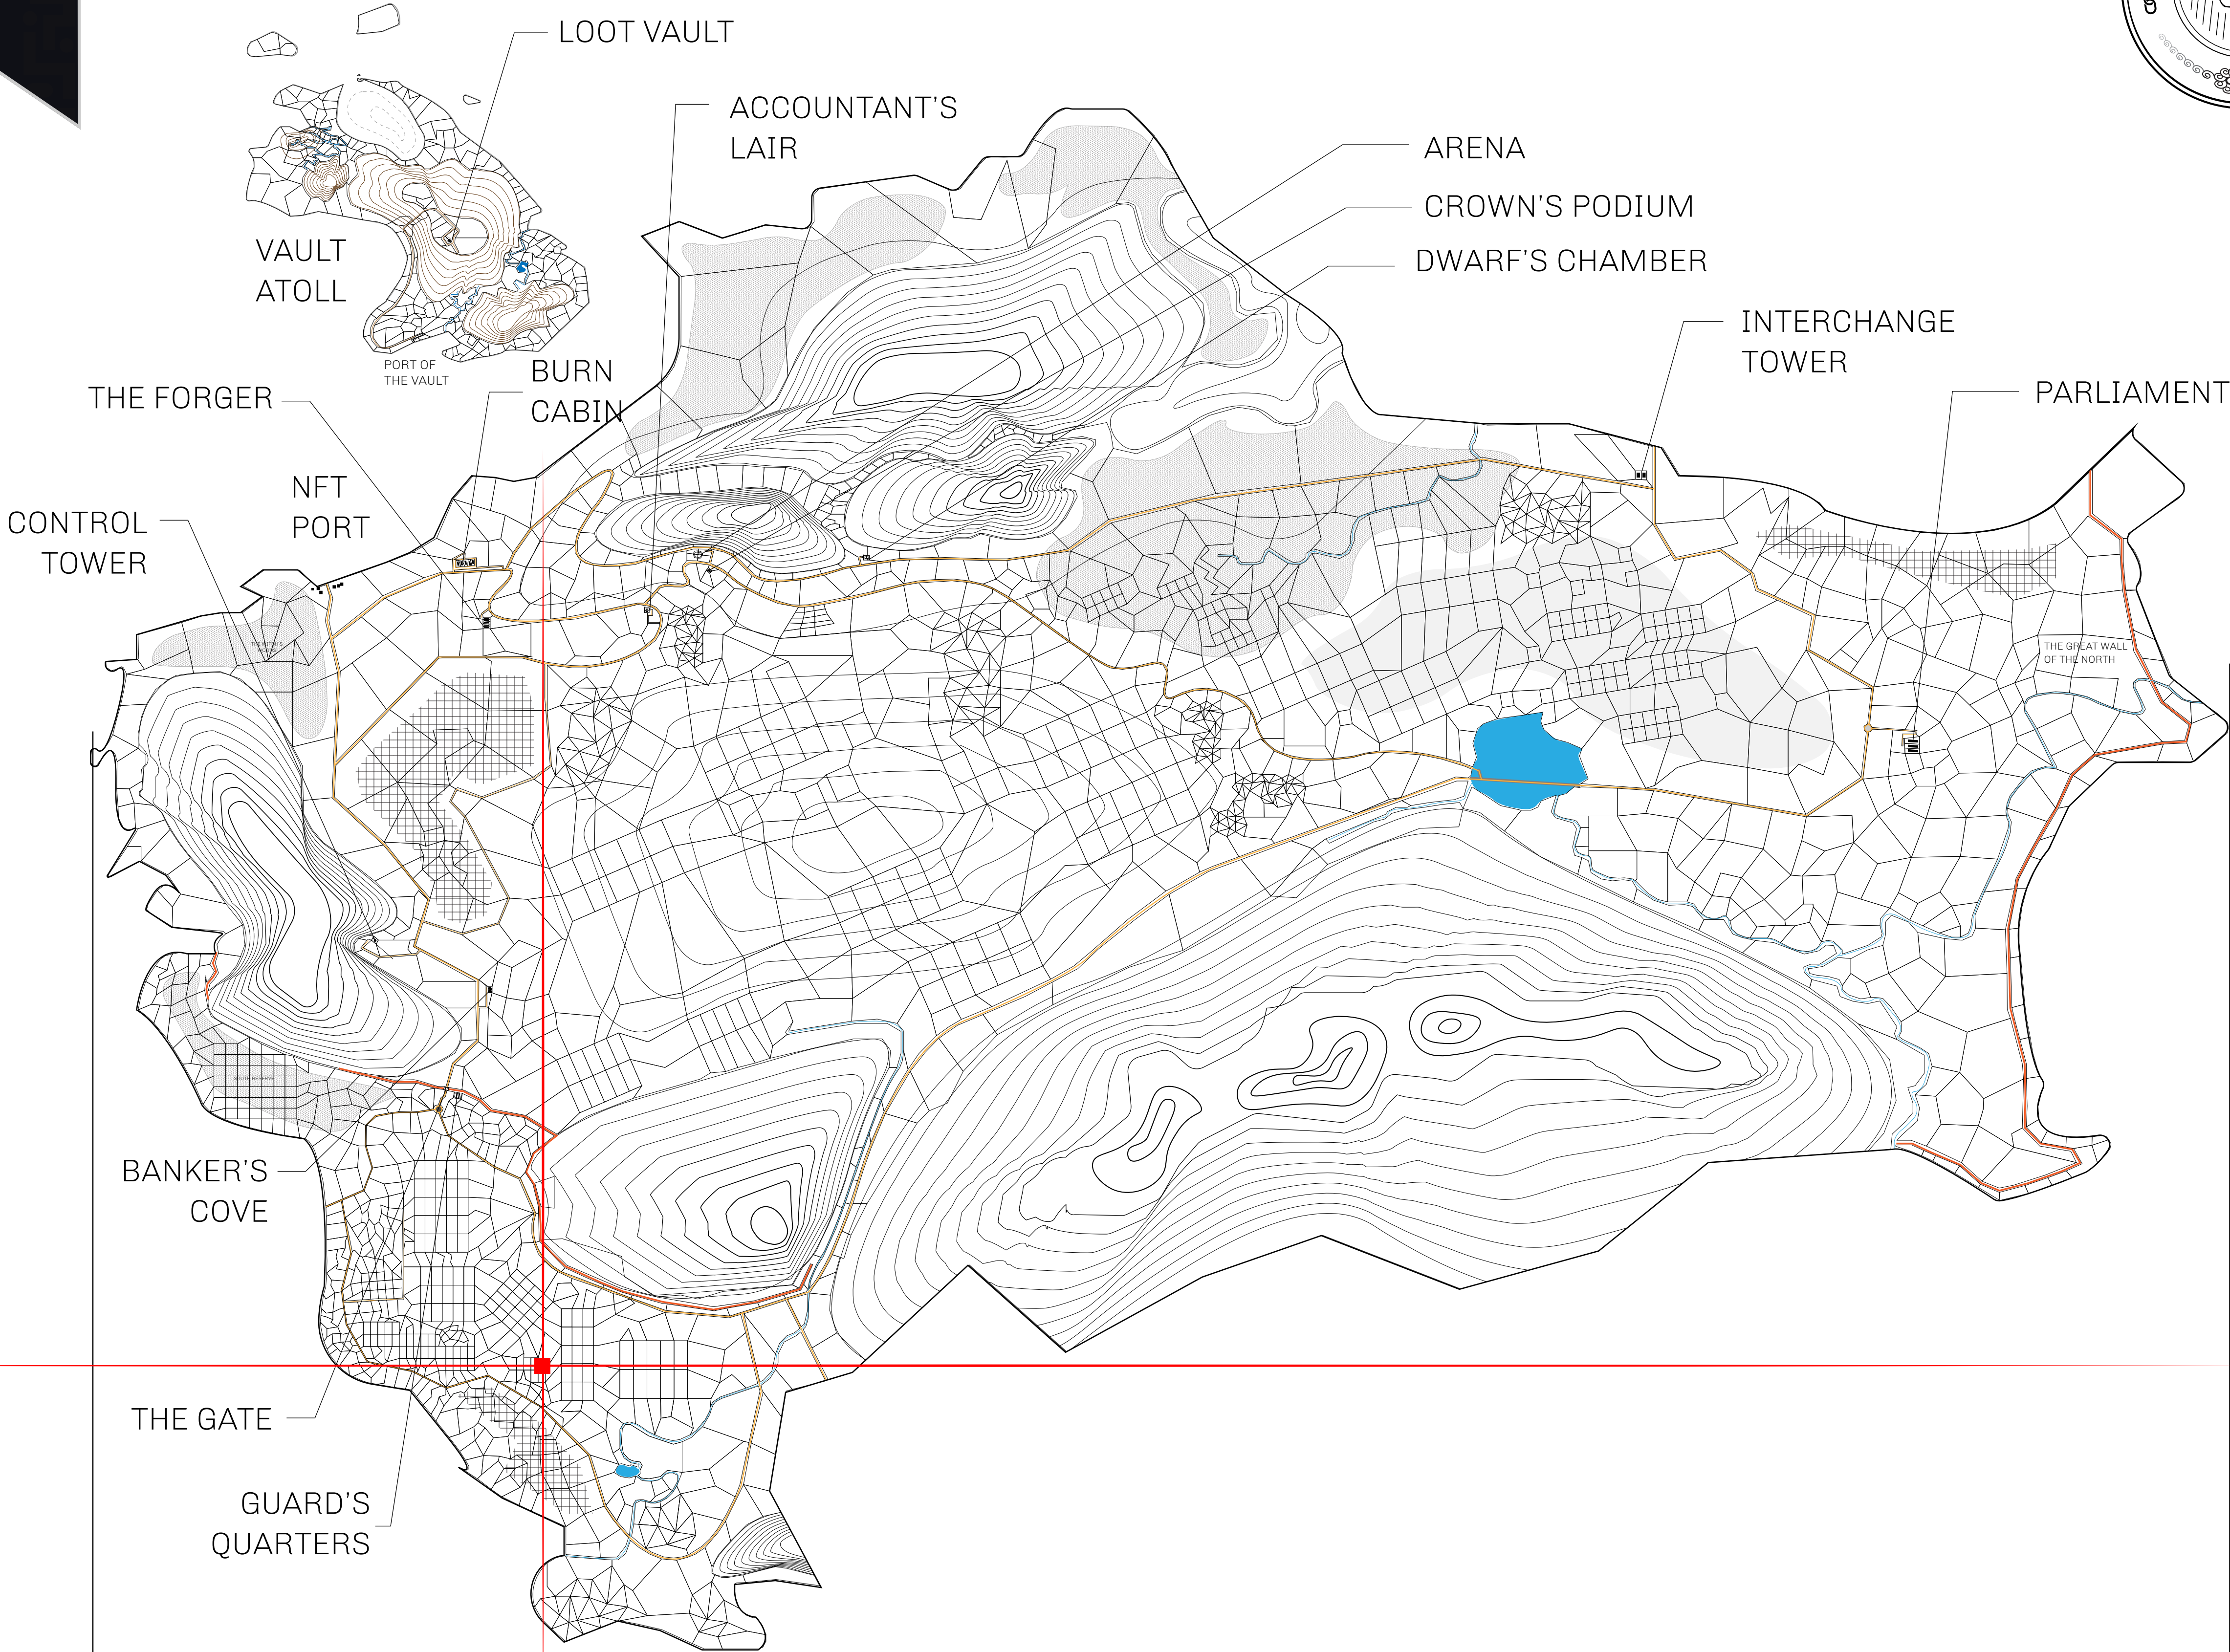 LOOT VAULT
ACCOUNTANT'S
LAIR
ARENA
CROWN'S PODIUM
DWARF'S CHAMBER
VAULT
ATOLL
INTERCHANGE
TOWER
PORT OF
THE VAULT
BURN
CABIN
THE FORGER
PARLIAMENT
NFT
PORT
CONTROL
TOWER
THE GREAT WALL
OF THE NORTH
SOUTH RESERVE
BANKER'S
COVE
THE GATE
GUARD'S
QUARTERS